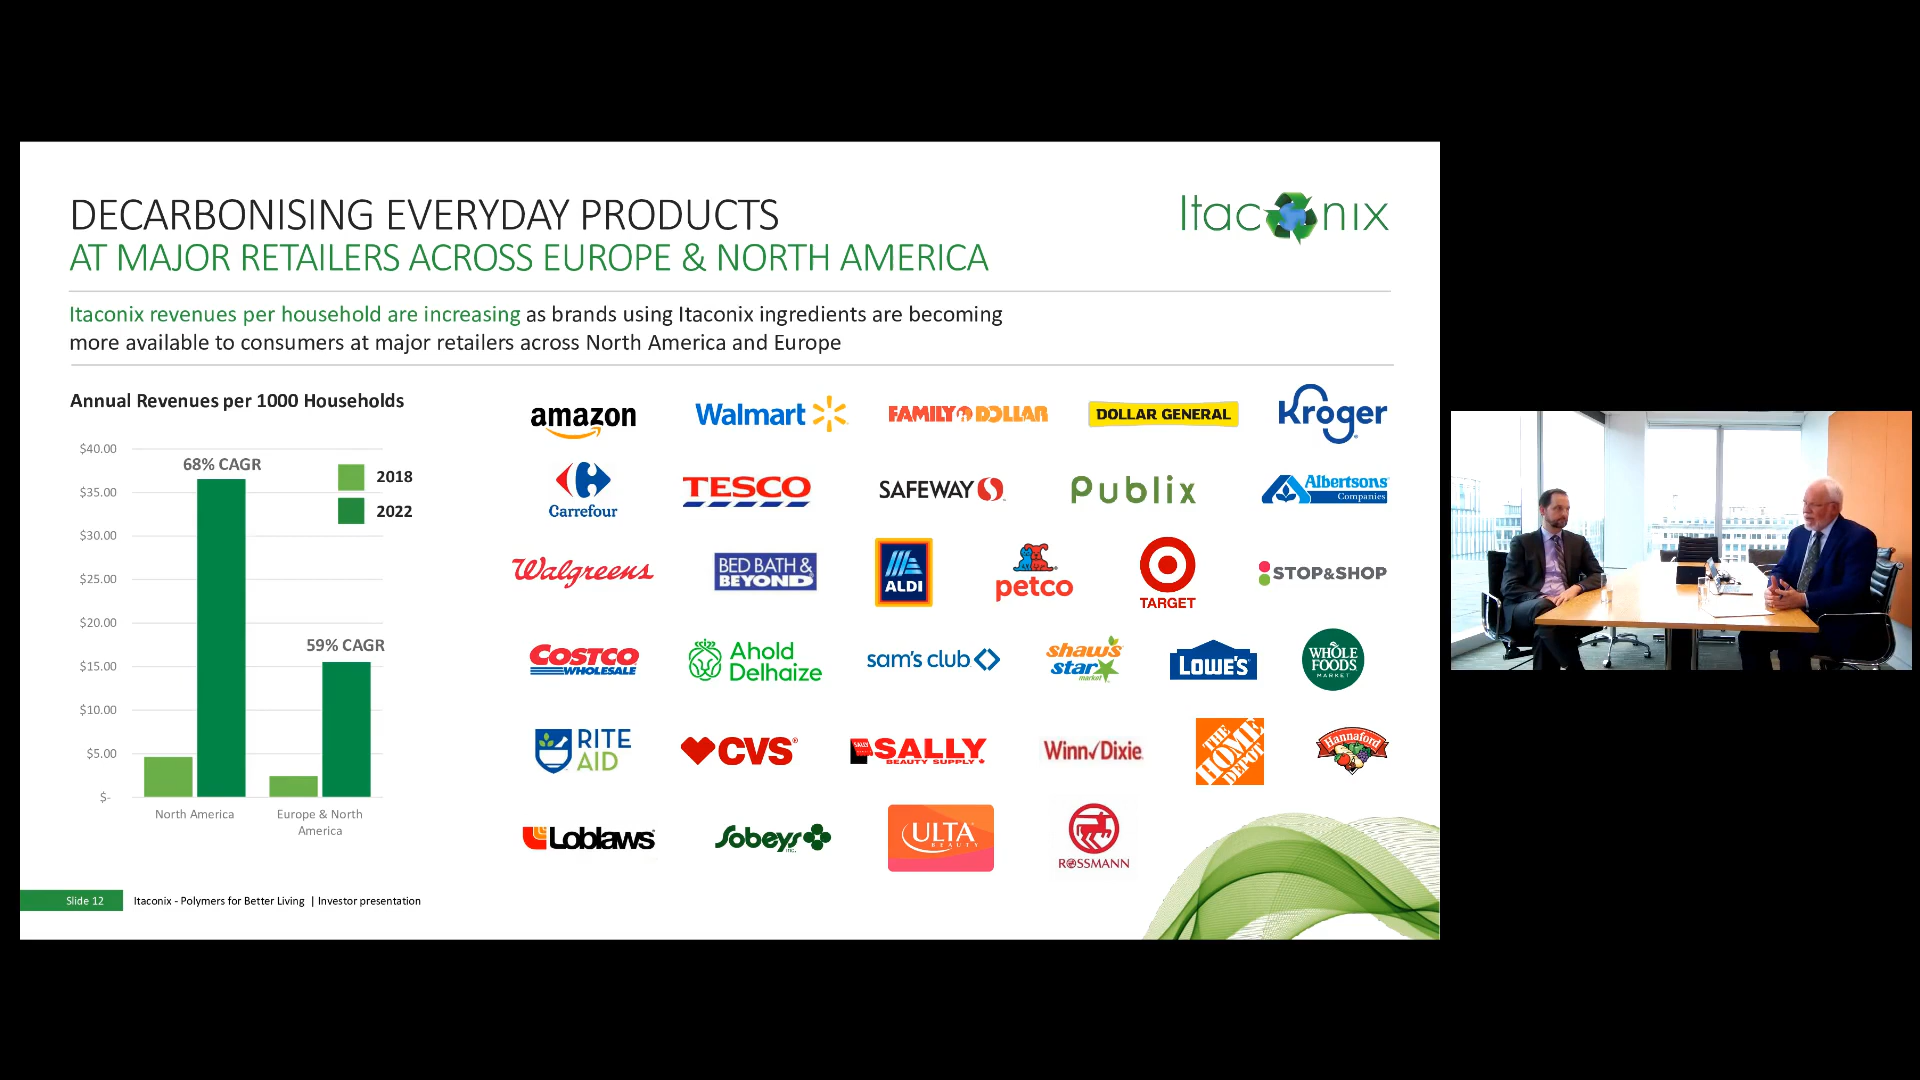 DECARBONISING EVERYDAY PRODUCTS
AT MAJOR RETAILERS ACROSS EUROPE & NORTH AMERICA
Itaconix
Itaconix revenues per household are increasing as brands using Itaconix ingredients are becoming
more available to consumers at major retailers across North America and Europe
Annual Revenues per 1000 Households
$40.00
$35.00
$30.00
$25.00
$20.00
$15.00
$10.00
$5.00
$-
68% CAGR
59% CAGR
2018
2022
North America
Europe & North
America
amazon
Walmart
FAMILY DOLLAR
DOLLAR GENERAL
Kroger
Carrefour
TESCO
SAFEWAY
Publix
Albertsons
Companies
Walgreens
BED BATH &
BEYOND
ALDI
petco
TARGET
STOP&SHOP
COSTCO
WHOLESALE
Ahold
Delhaize
sam's club
shaw's
star
market
LOWE'S
WHOLE
FOODS
MARKET
RITE
AID
CVS
SALLY
BEAUTY SUPPLY
Winn Dixie
THE
HOME
DEPOT
Hannaford
Loblaws
Sobeys
inc.
ULTA
BEAUTY
ROSSMANN
Slide 12
Itaconix - Polymers for Better Living | Investor presentation